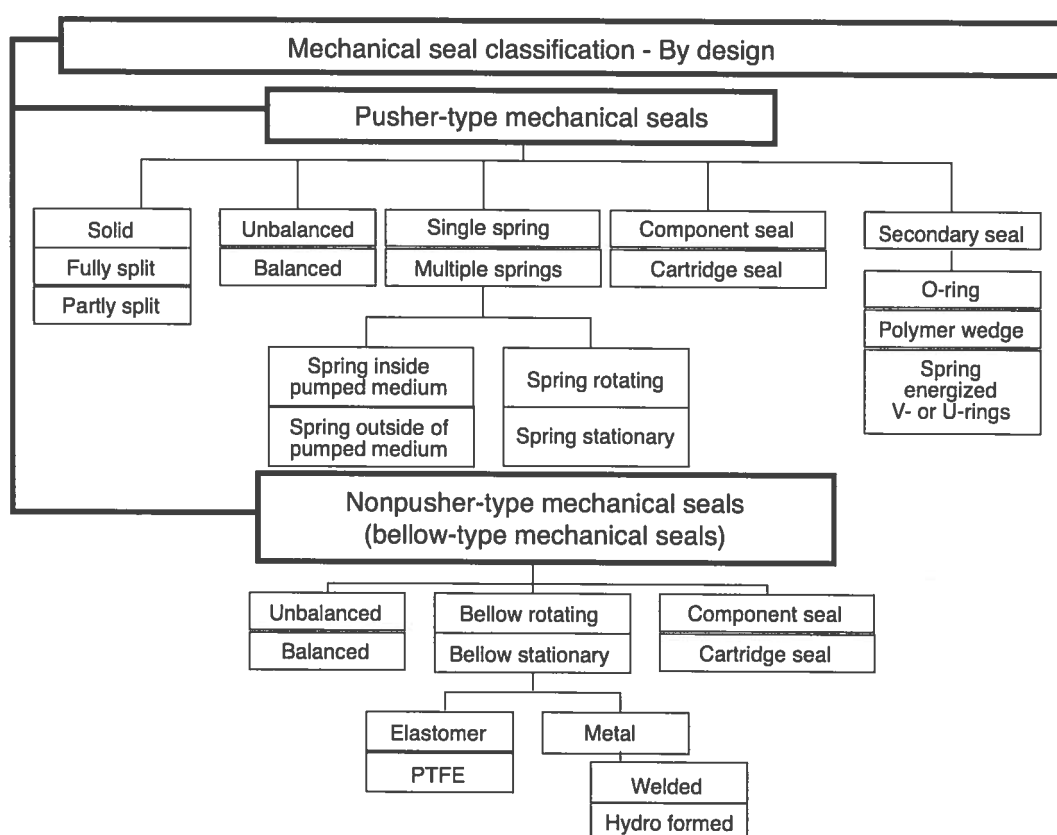 Mechanical seal classification - By design
Pusher-type mechanical seals
Solid
Fully split
Partly split
Unbalanced
Balanced
Single spring
Multiple springs
Component seal
Cartridge seal
Secondary seal
O-ring
Polymer wedge
Spring
energized
V- or U-rings
Spring inside
pumped medium
Spring outside of
pumped medium
Spring rotating
Spring stationary
Nonpusher-type mechanical seals
(bellow-type mechanical seals)
Unbalanced
Balanced
Bellow rotating
Bellow stationary
Component seal
Cartridge seal
Elastomer
PTFE
Metal
Welded
Hydro formed